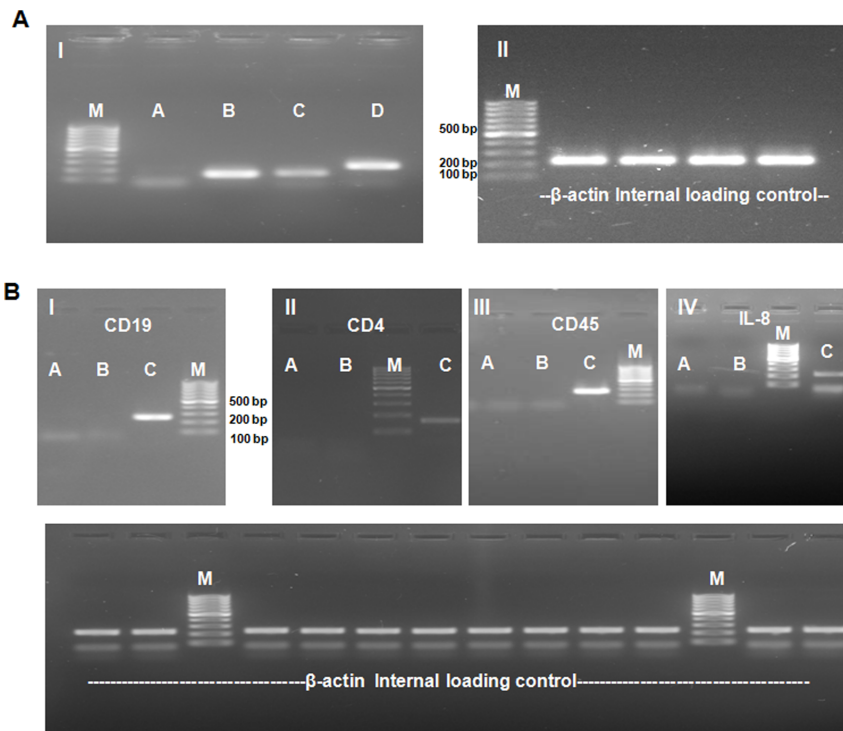 A
I
M A B C D
II
M
500 bp
200 bp
100 bp
--β-actin Internal loading control--
B
I
CD19
A B C M
500 bp
200 bp
100 bp
II
CD4
A B M C
III
CD45
A B C M
IV
IL-8
A B M C
M M
---------------------------------------β-actin Internal loading control------------------------------------------